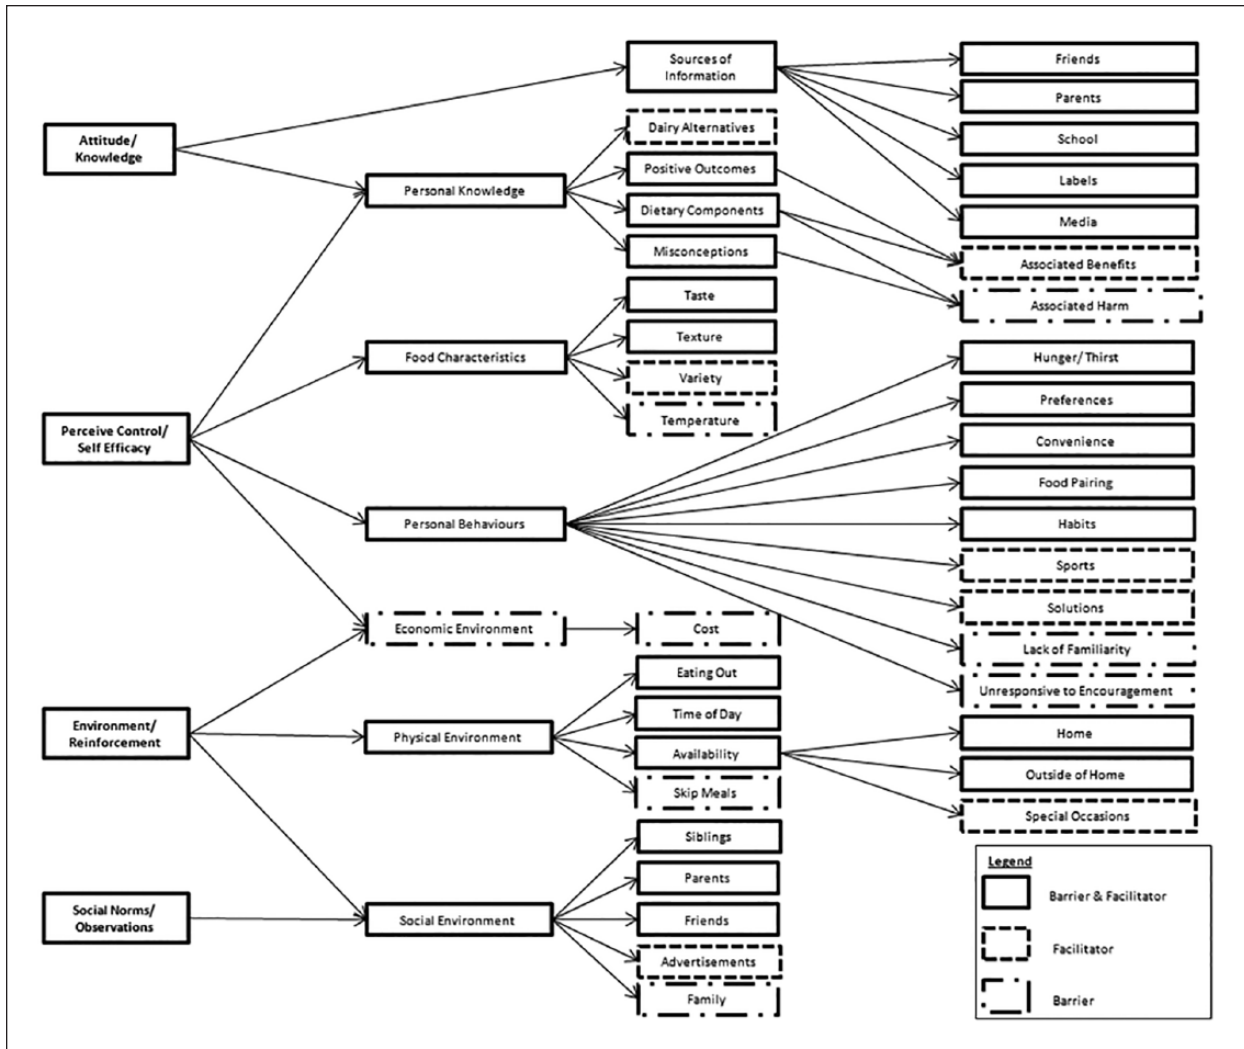 Attitude/
Knowledge
Perceive Control/
Self Efficacy
Environment/
Reinforcement
Social Norms/
Observations
Personal Knowledge
Food Characteristics
Personal Behaviours
Economic Environment
Physical Environment
Social Environment
Sources of
Information
Dairy Alternatives
Positive Outcomes
Dietary Components
Misconceptions
Taste
Texture
Variety
Temperature
Cost
Eating Out
Time of Day
Availability
Skip Meals
Siblings
Parents
Friends
Advertisements
Family
Friends
Parents
School
Labels
Media
Associated Benefits
Associated Harm
Hunger/ Thirst
Preferences
Convenience
Food Pairing
Habits
Sports
Solutions
Lack of Familiarity
Unresponsive to Encouragement
Home
Outside of Home
Special Occasions
Legend
Barrier & Facilitator
Facilitator
Barrier